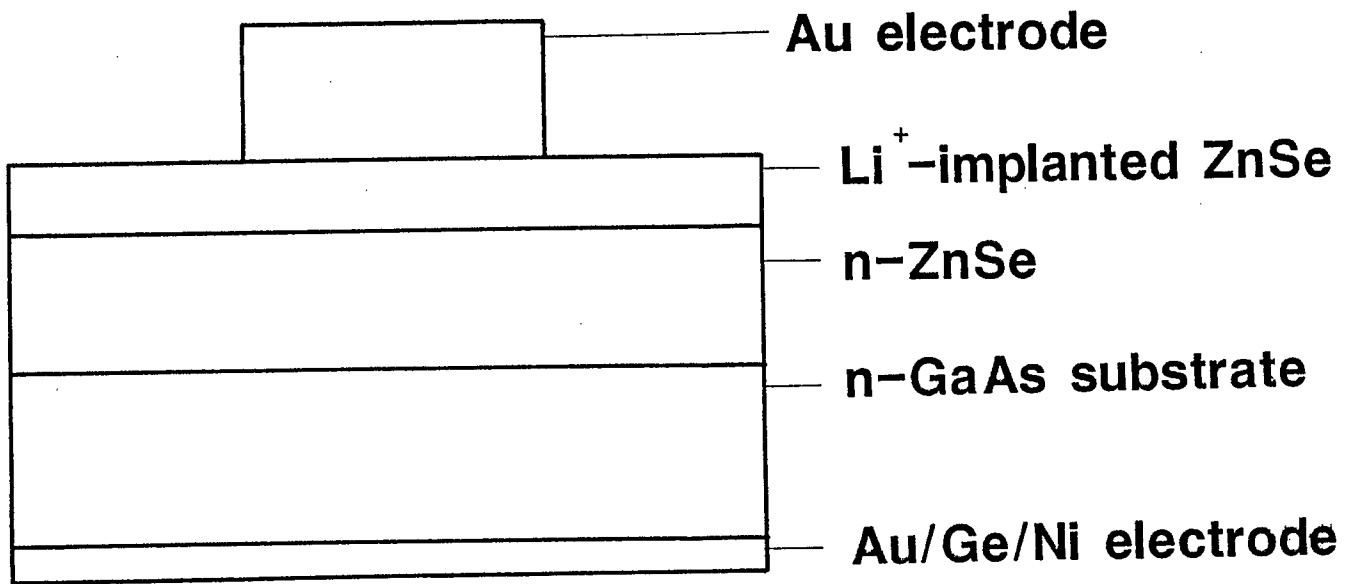 Au electrode
Li⁺-implanted ZnSe
n-ZnSe
n-GaAs substrate
Au/Ge/Ni electrode